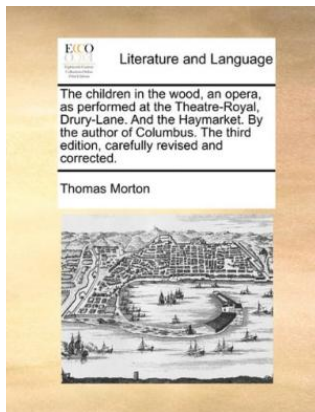 ECCO
Literature and Language
The children in the wood, an opera,
as performed at the Theatre-Royal,
Drury-Lane. And the Haymarket. By
the author of Columbus. The third
edition, carefully revised and
corrected.
Thomas Morton